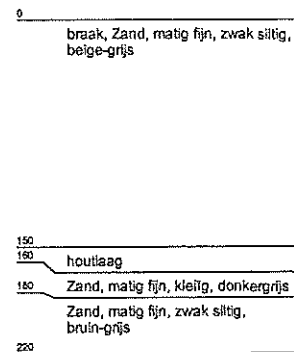 0
braak, Zand, matig fijn, zwak siltig,
beige-grijs
150
160
houtlaag
180
Zand, matig fijn, kleiïg, donkergrijs
Zand, matig fijn, zwak siltig,
bruin-grijs
220